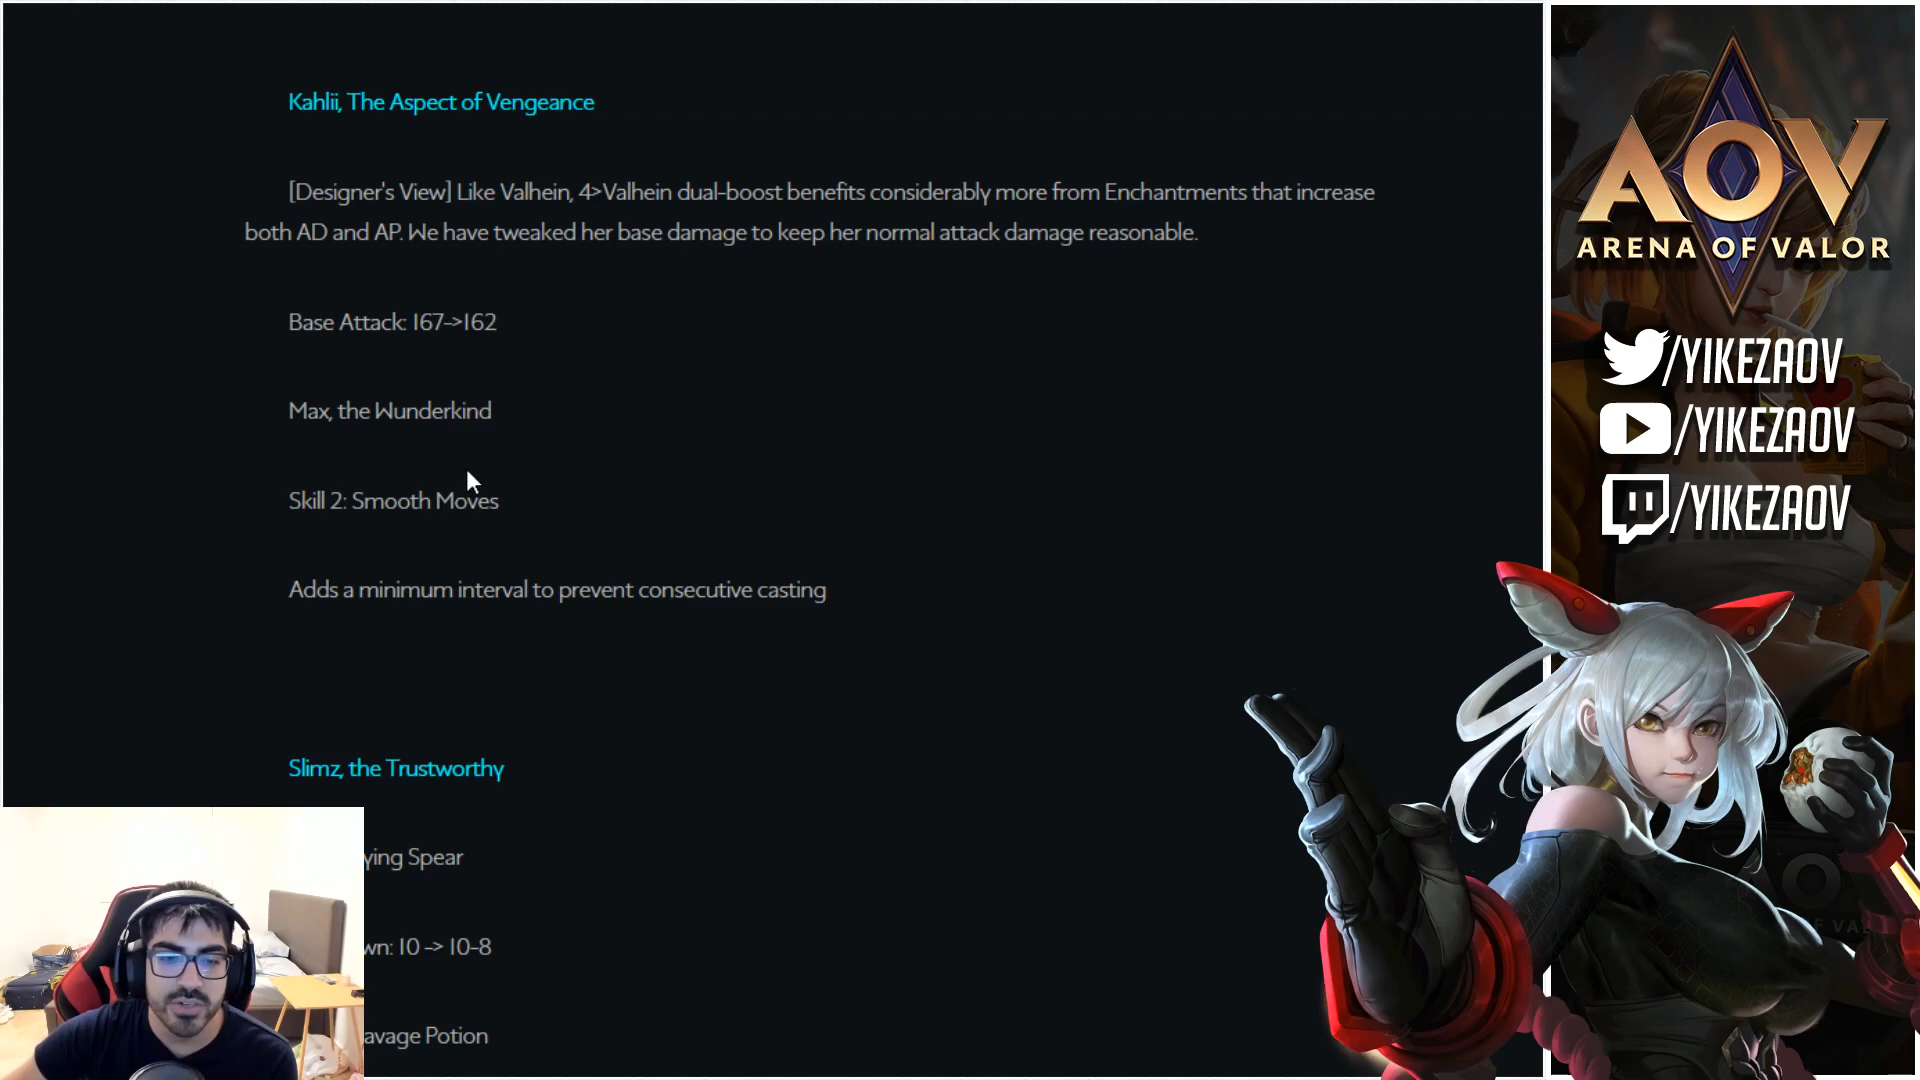 Kahlii, The Aspect of Vengeance
[Designer's View] Like Valhein, 4>Valhein dual-boost benefits considerably more from Enchantments that increase
both AD and AP. We have tweaked her base damage to keep her normal attack damage reasonable.
Base Attack: 167->162
Max, the Wunderkind
Skill 2: Smooth Moves
Adds a minimum interval to prevent consecutive casting
Slimz, the Trustworthy
ying Spear
wn: 10 -> 10-8
avage Potion
AOV
ARENA OF VALOR
/YIKEZAOV
/YIKEZAOV
/YIKEZAOV